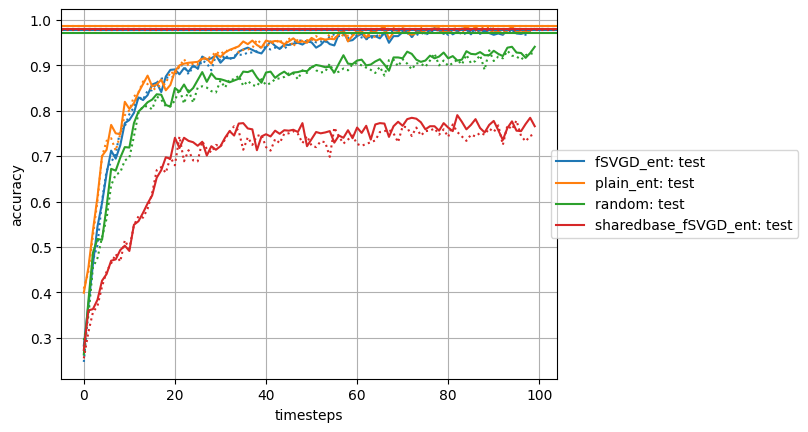 1.0
0.9
0.8
0.7
0.6
0.5
0.4
0.3
accuracy
0
20
40
60
80
100
timesteps
fSVGD_ent: test
plain_ent: test
random: test
sharedbase_fSVGD_ent: test